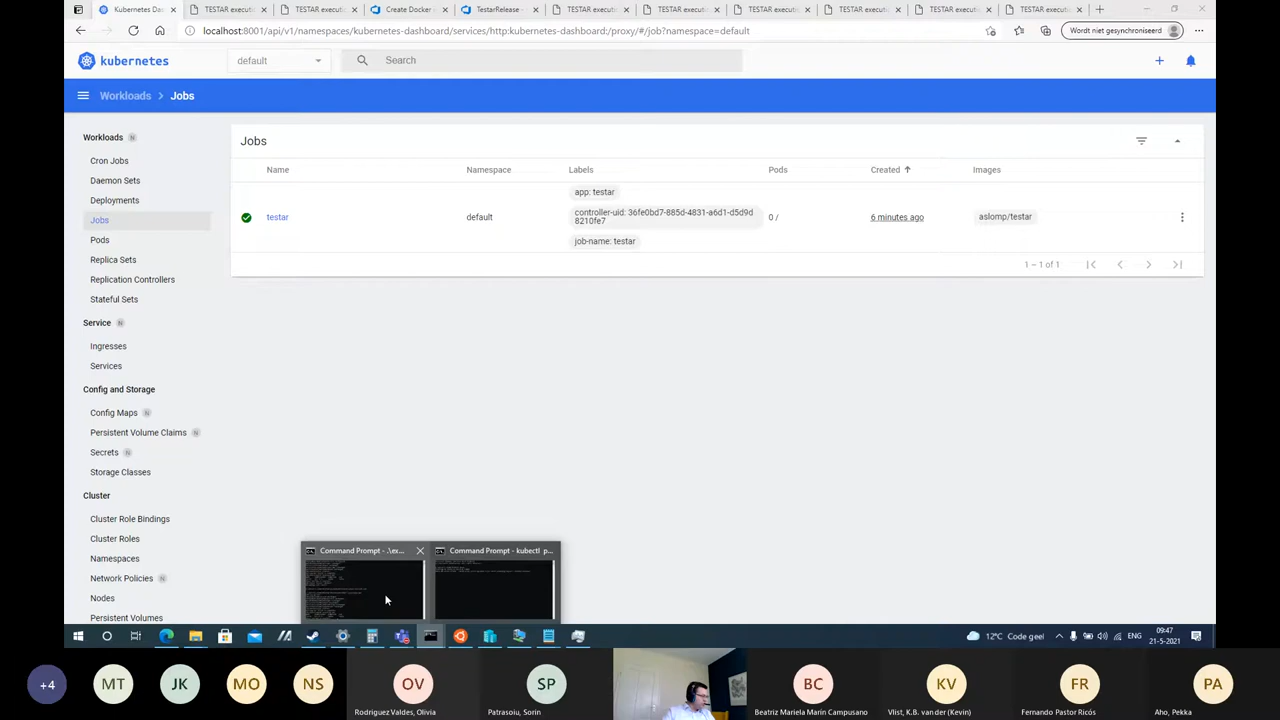 Kubernetes Da
TESTAR executi
TESTAR executi
Create Docker
TestarRelease -
TESTAR executi
TESTAR executi
TESTAR executi
TESTAR executi
TESTAR executi
TESTAR executi
localhost:8001/api/v1/namespaces/kubernetes-dashboard/services/http:kubernetes-dashboard:/proxy/#/job?namespace=default
Wordt niet gesynchroniseerd
kubernetes
default
Search
Workloads > Jobs
Workloads N
Cron Jobs
Daemon Sets
Deployments
Jobs
Pods
Replica Sets
Replication Controllers
Stateful Sets
Service N
Ingresses
Services
Config and Storage
Config Maps N
Persistent Volume Claims N
Secrets N
Storage Classes
Cluster
Cluster Role Bindings
Cluster Roles
Namespaces
Network Policies N
Nodes
Persistent Volumes
Jobs
Name Namespace Labels Pods Created Images
app: testar
testar default controller-uid: 36fe0bd7-885d-4831-a6d1-d5d9d
8210fe7
0 / 6 minutes ago aslomp/testar
job-name: testar
1 – 1 of 1
Command Prompt - .\ex...
Command Prompt - kubectl p...
12°C Code geel
ENG
09:47
21-5-2021
+4
MT
JK
MO
NS
OV
Rodriguez Valdes, Olivia
SP
Patrasoiu, Sorin
BC
Beatriz Mariela Marin Campusano
KV
Vlist, K.B. van der (Kevin)
FR
Fernando Pastor Ricós
PA
Aho, Pekka